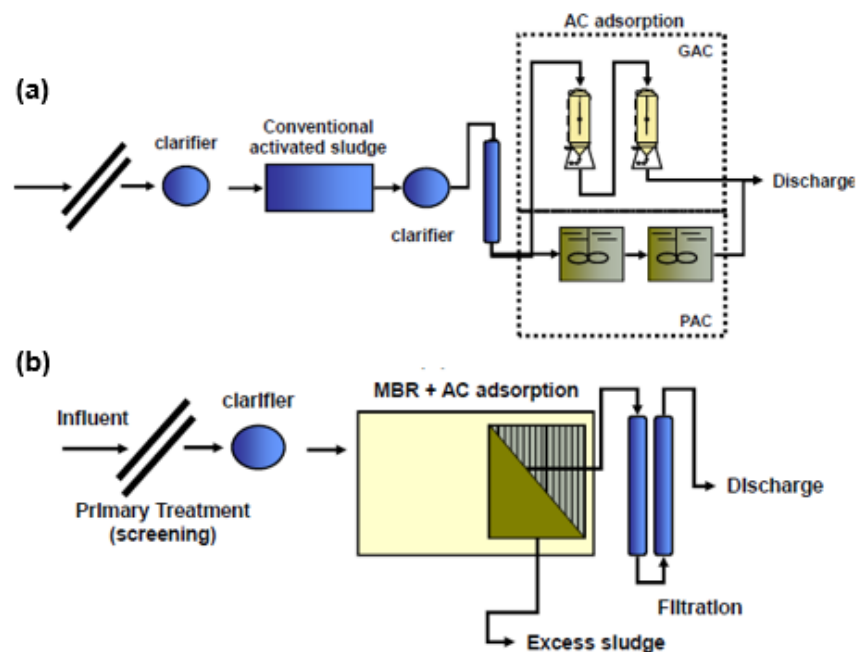 AC adsorption
GAC
(a)
clarifier
Conventional
activated sludge
clarifier
Discharge
PAC
(b)
MBR + AC adsorption
clarifier
Influent
Primary Treatment
(screening)
Discharge
Filtration
Excess sludge